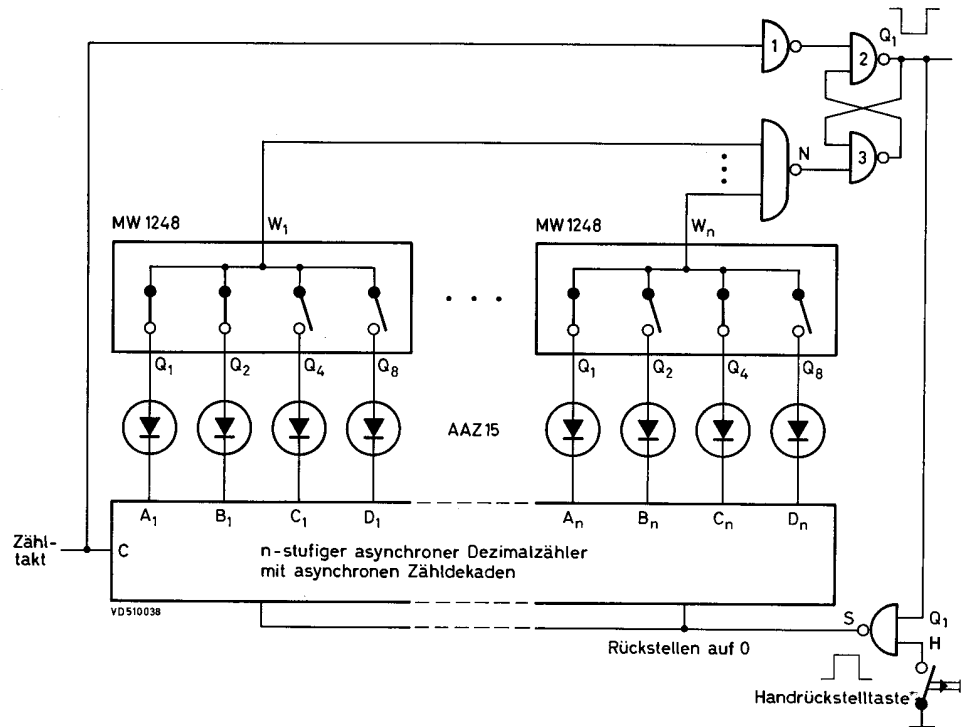 Q1
1
2
3
N
MW 1248
W1
MW 1248
Wn
Q1 Q2 Q4 Q8
AAZ15
Q1 Q2 Q4 Q8
A1 B1 C1 D1
An Bn Cn Dn
Zähl-
takt
C
n-stufiger asynchroner Dezimalzähler
mit asynchronen Zähldekaden
VD510038
S
Q1
H
Rückstellen auf 0
Handrückstelltaste